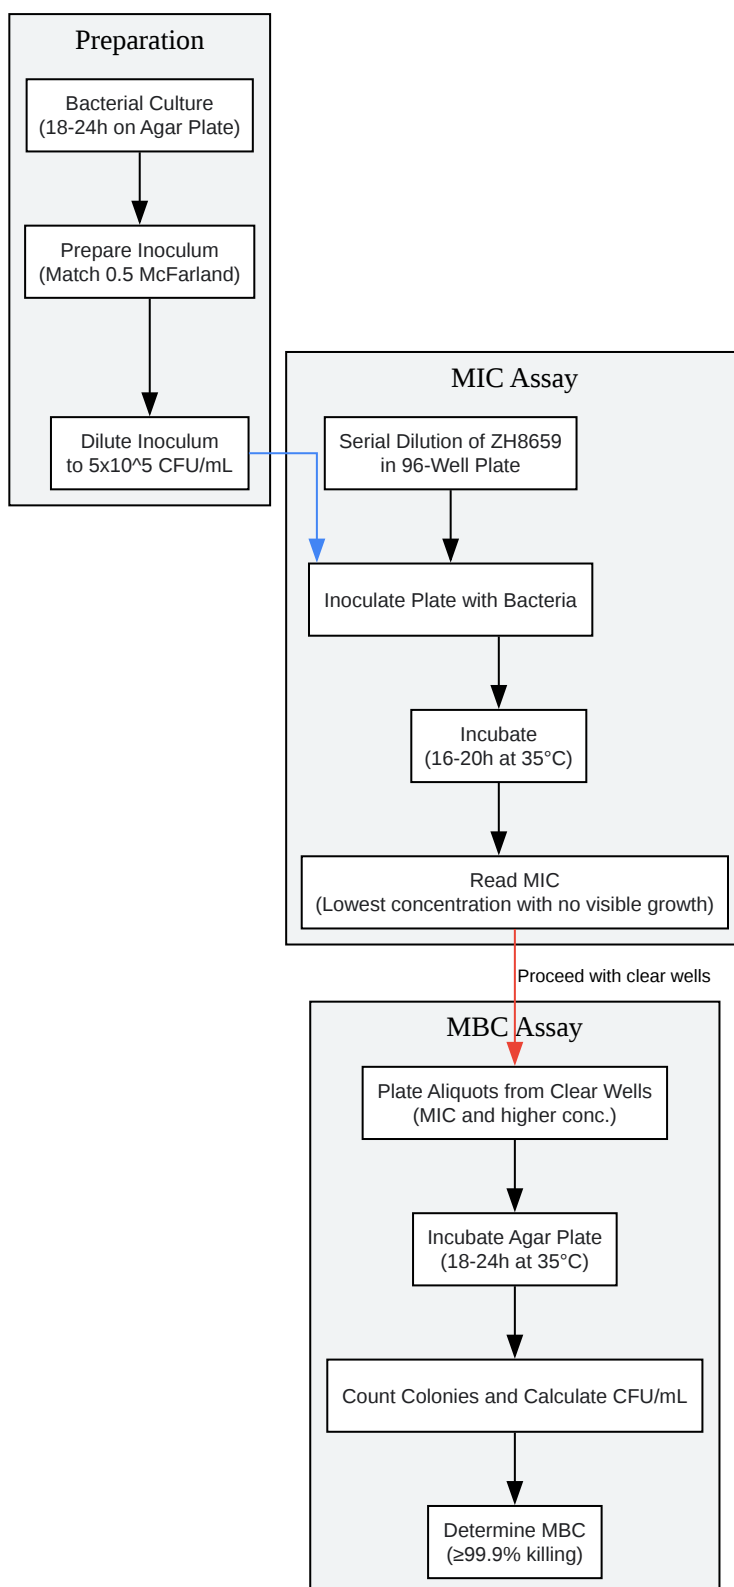 Preparation
Bacterial Culture
(18-24h on Agar Plate)
Prepare Inoculum
(Match 0.5 McFarland)
Dilute Inoculum
to 5x10^5 CFU/mL
MIC Assay
Serial Dilution of ZH8659
in 96-Well Plate
Inoculate Plate with Bacteria
Incubate
(16-20h at 35°C)
Read MIC
(Lowest concentration with no visible growth)
Proceed with clear wells
MBC Assay
Plate Aliquots from Clear Wells
(MIC and higher conc.)
Incubate Agar Plate
(18-24h at 35°C)
Count Colonies and Calculate CFU/mL
Determine MBC
(≥99.9% killing)